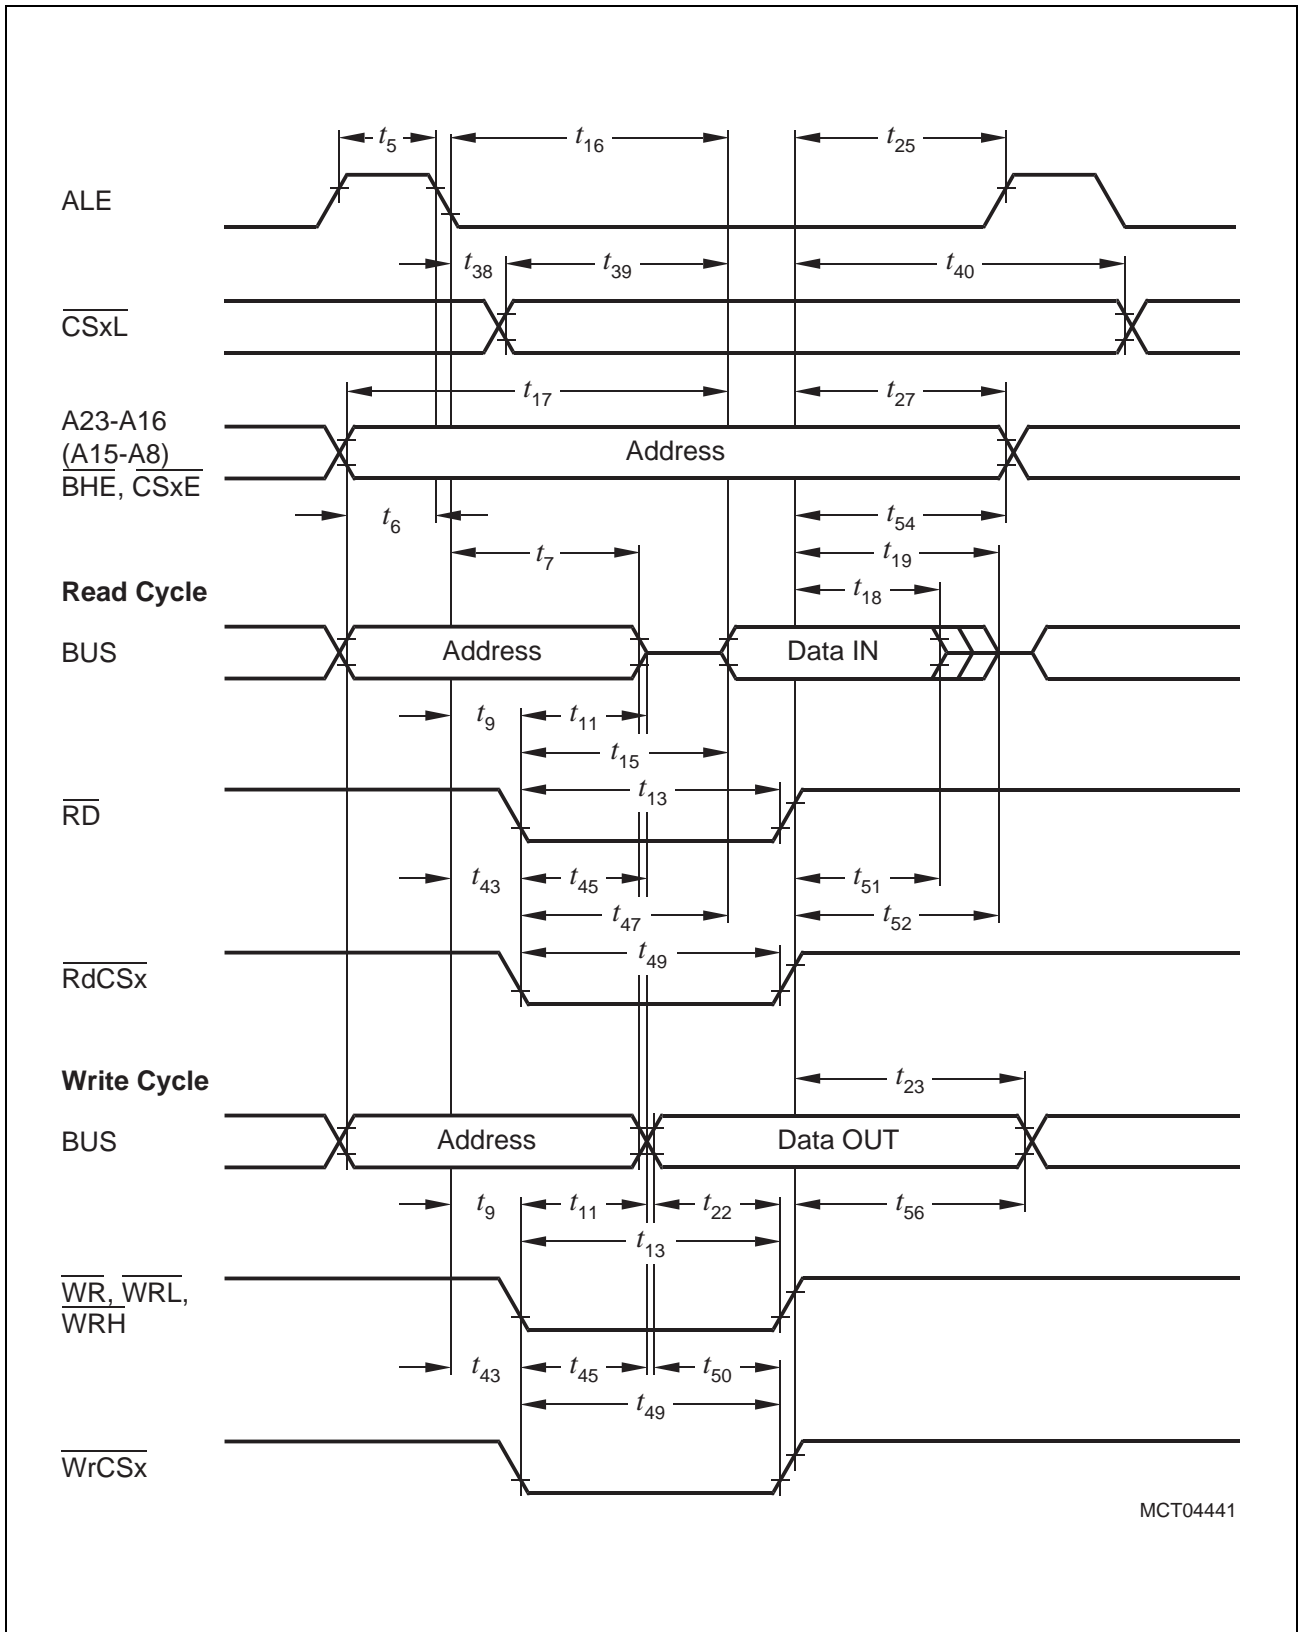 t5 t16 t25
ALE
t38 t39 t40
CSxL
t17 t27
A23-A16
(A15-A8)
BHE, CSxE
Address
t6 t54
t7 t19
Read Cycle
t18
BUS Address Data IN
t9 t11
t15
t13
RD
t43 t45 t51
t47 t52
t49
RdCSx
Write Cycle
t23
BUS Address Data OUT
t9 t11 t22 t56
t13
WR, WRL,
WRH
t43 t45 t50
t49
WrCSx
MCT04441